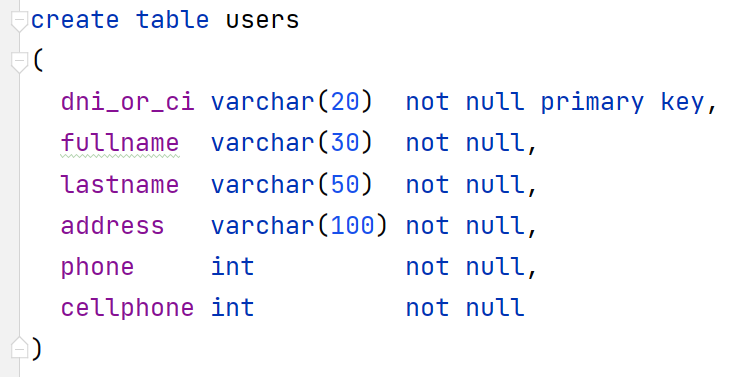 create table users
(
  dni_or_ci varchar(20)  not null primary key,
  fullname  varchar(30)  not null,
  lastname  varchar(50)  not null,
  address   varchar(100) not null,
  phone     int          not null,
  cellphone int          not null
)